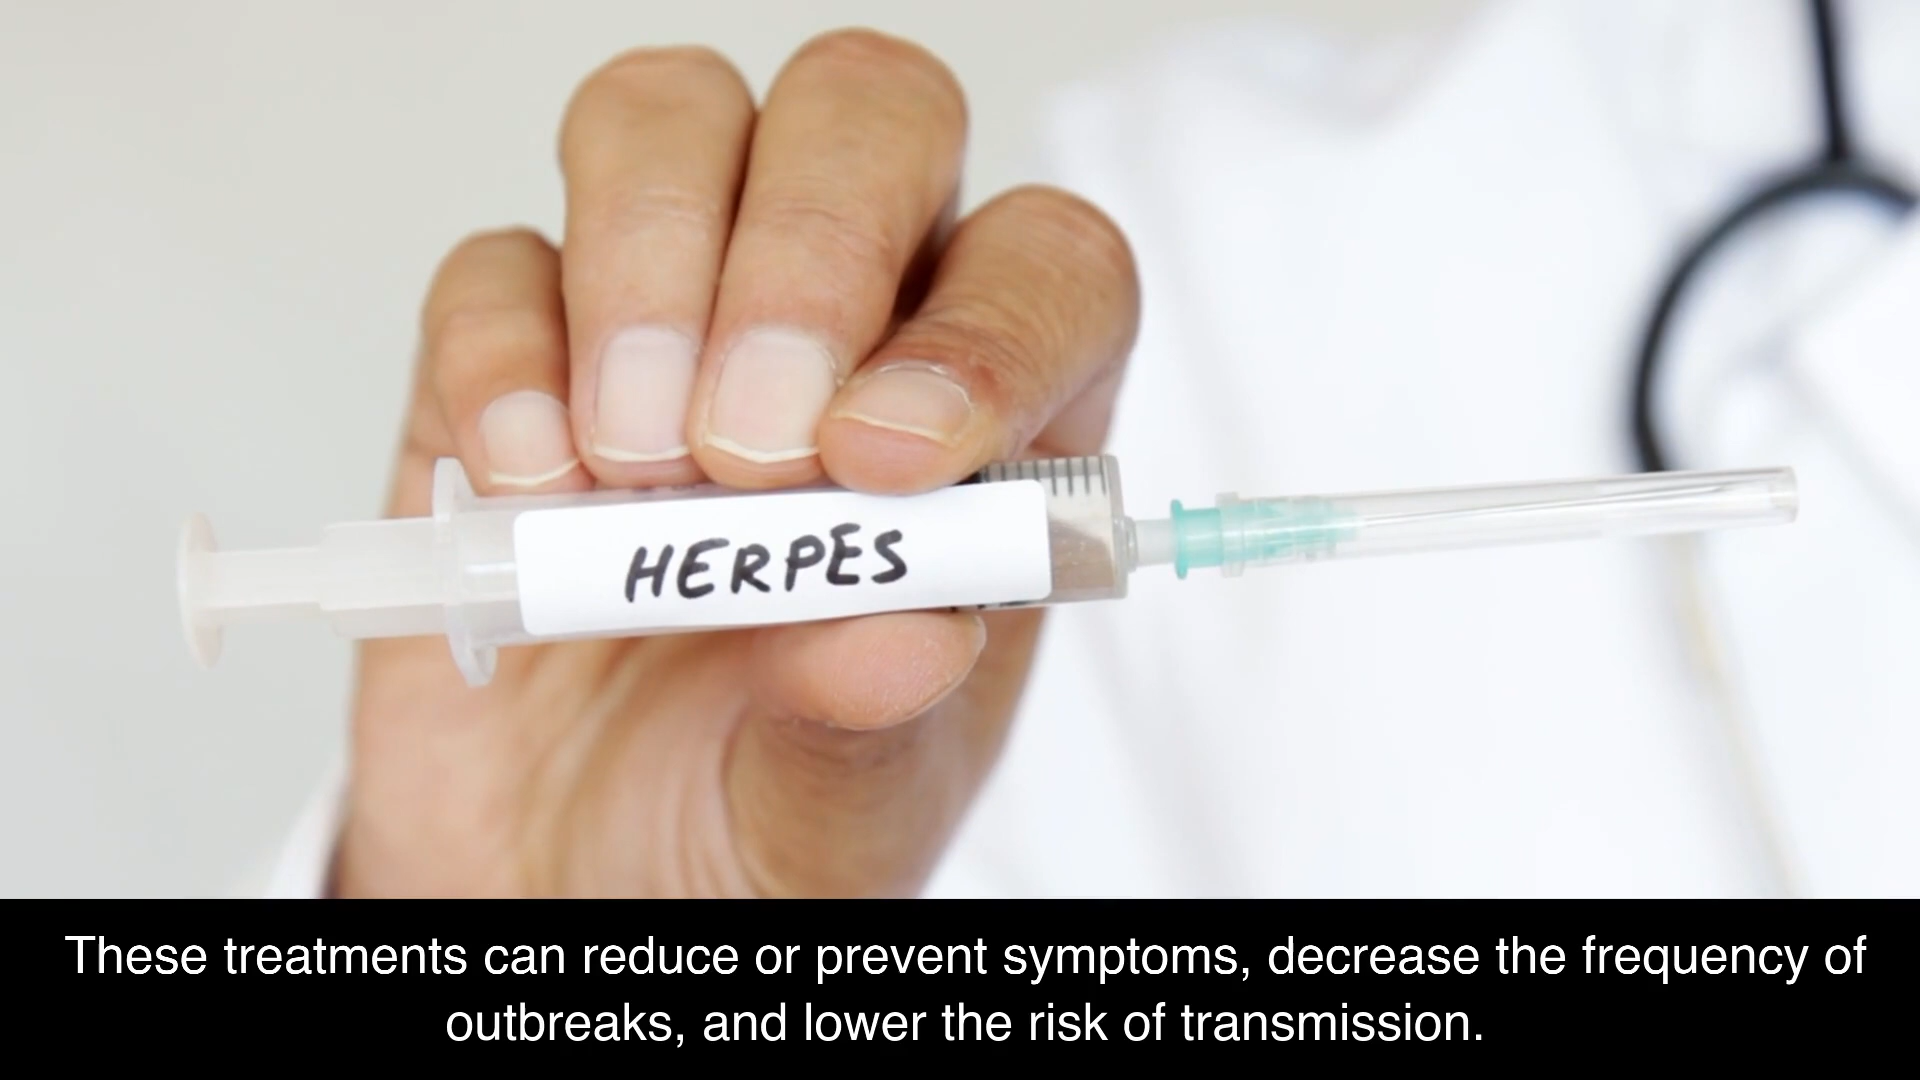 HERPES
These treatments can reduce or prevent symptoms, decrease the frequency of
outbreaks, and lower the risk of transmission.